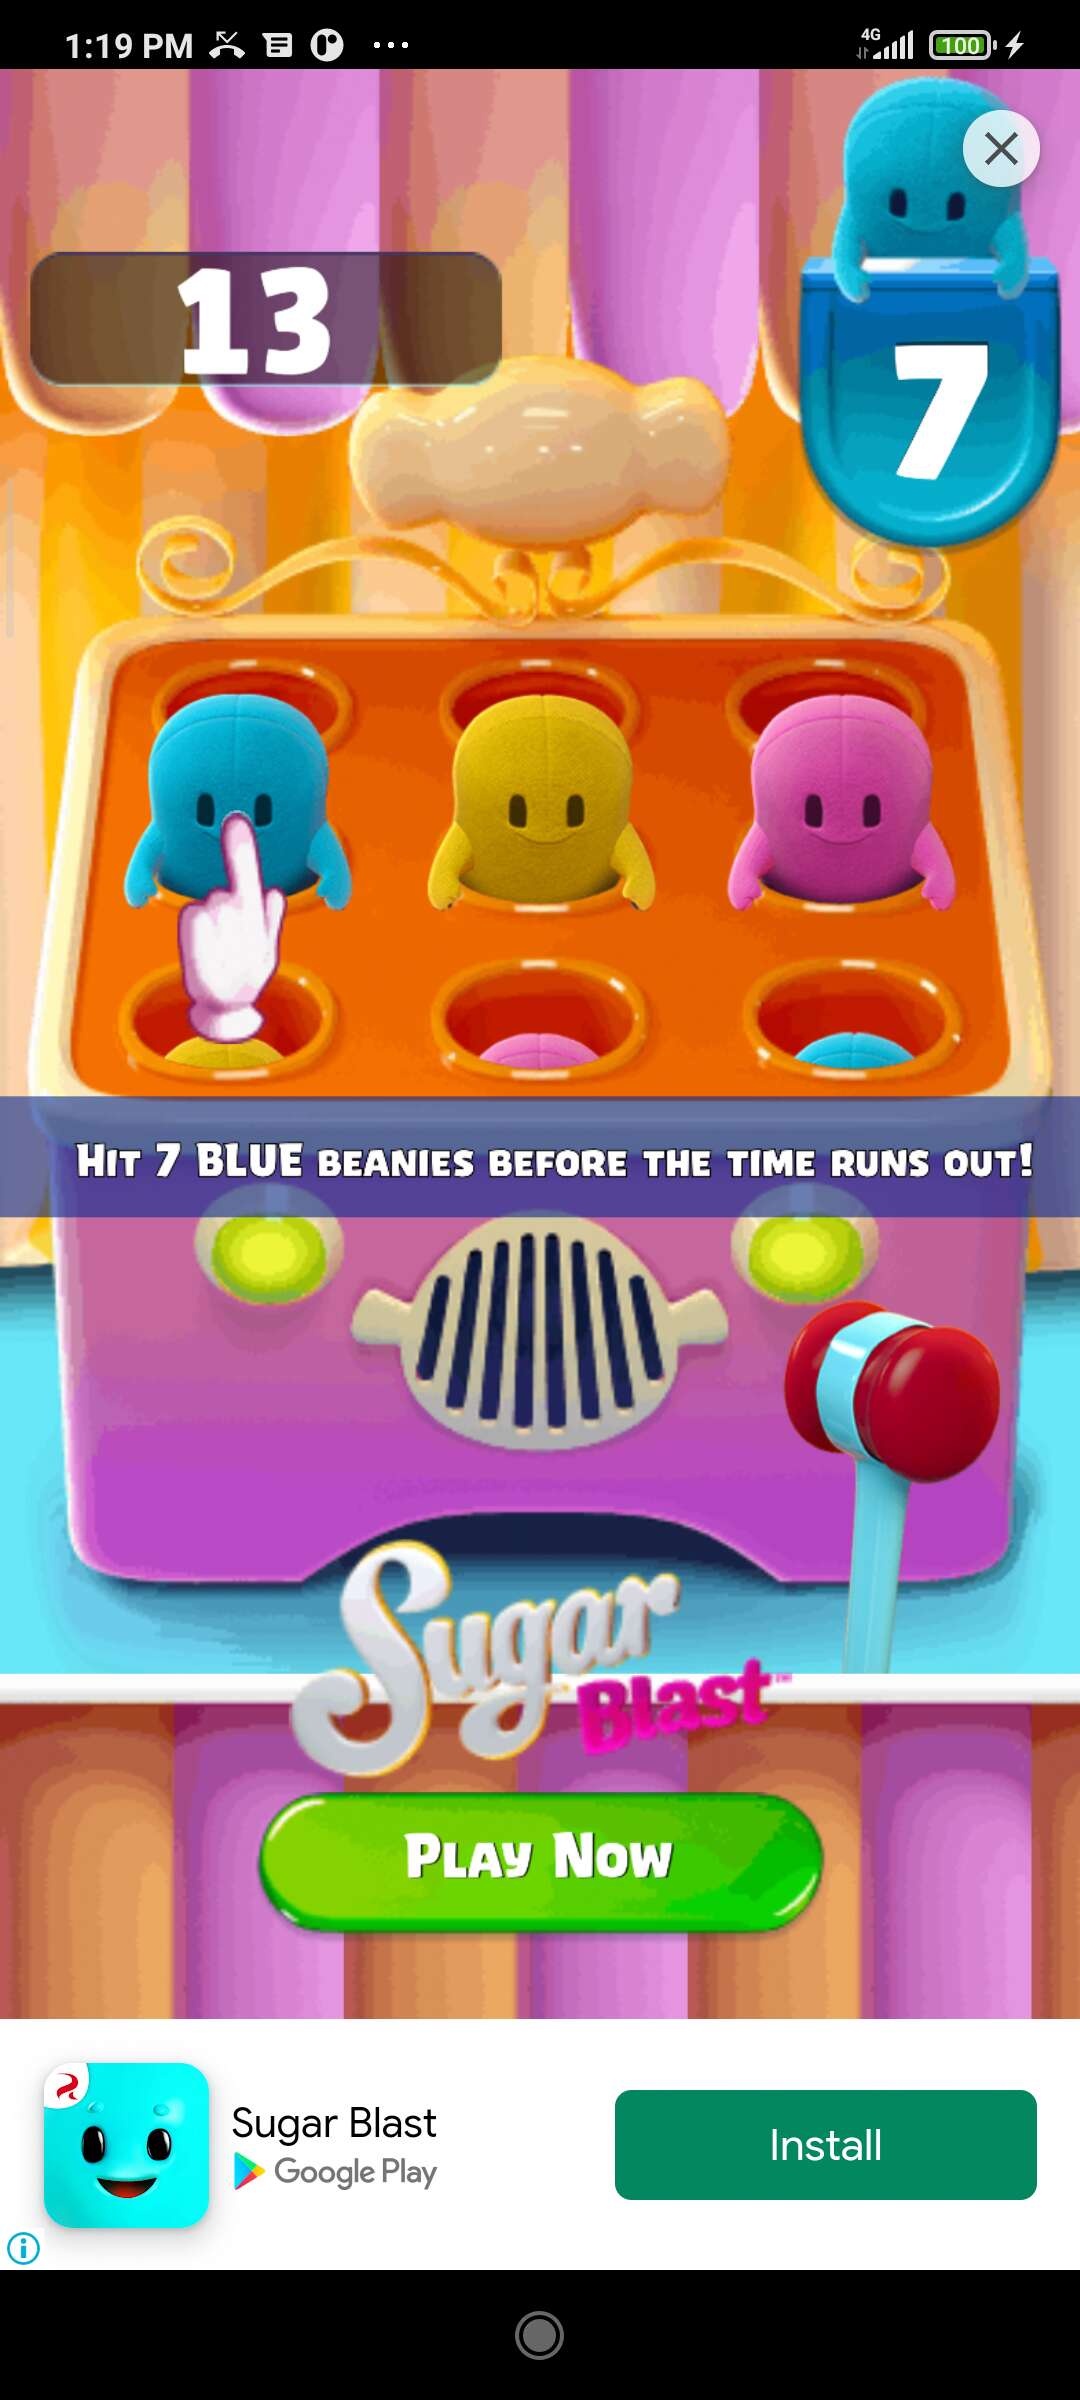 1:19 PM
4G
100
13
7
Hit 7 BLUE beanies before the time runs out!
Sugar
Blast™
Play Now
Sugar Blast
Google Play
Install